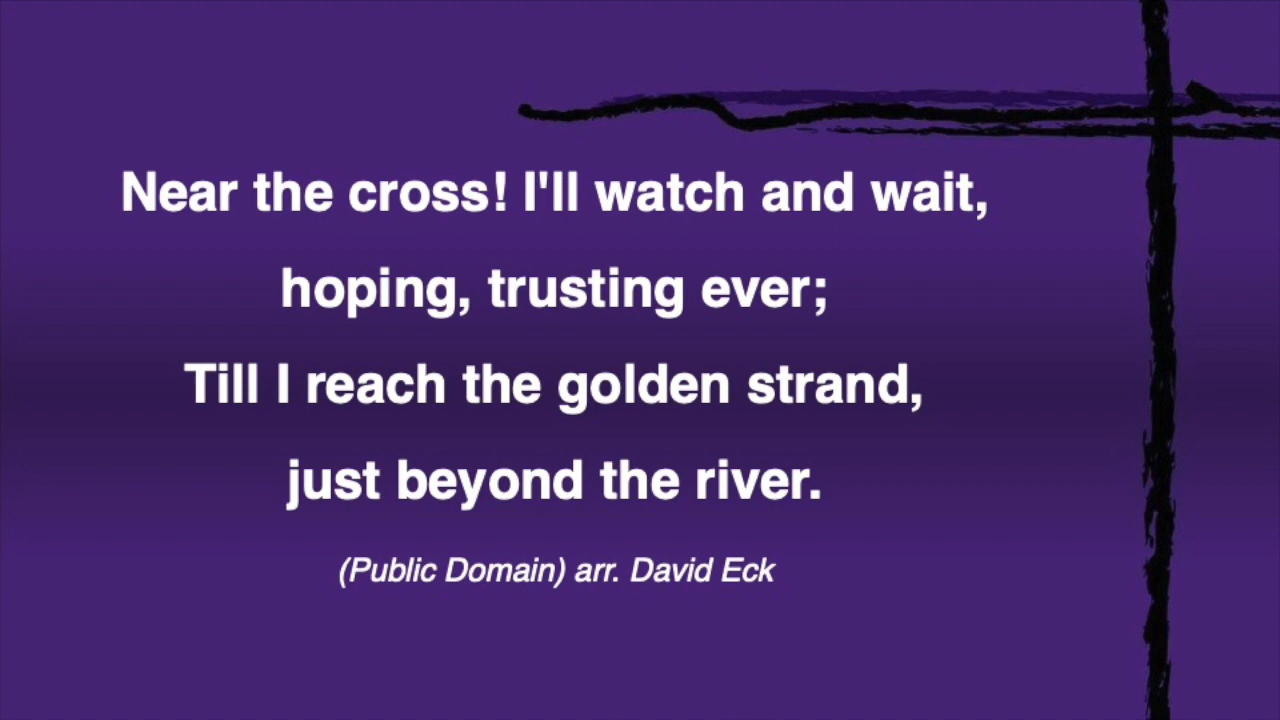 Near the cross! I'll watch and wait,
hoping, trusting ever;
Till I reach the golden strand,
just beyond the river.
(Public Domain) arr. David Eck